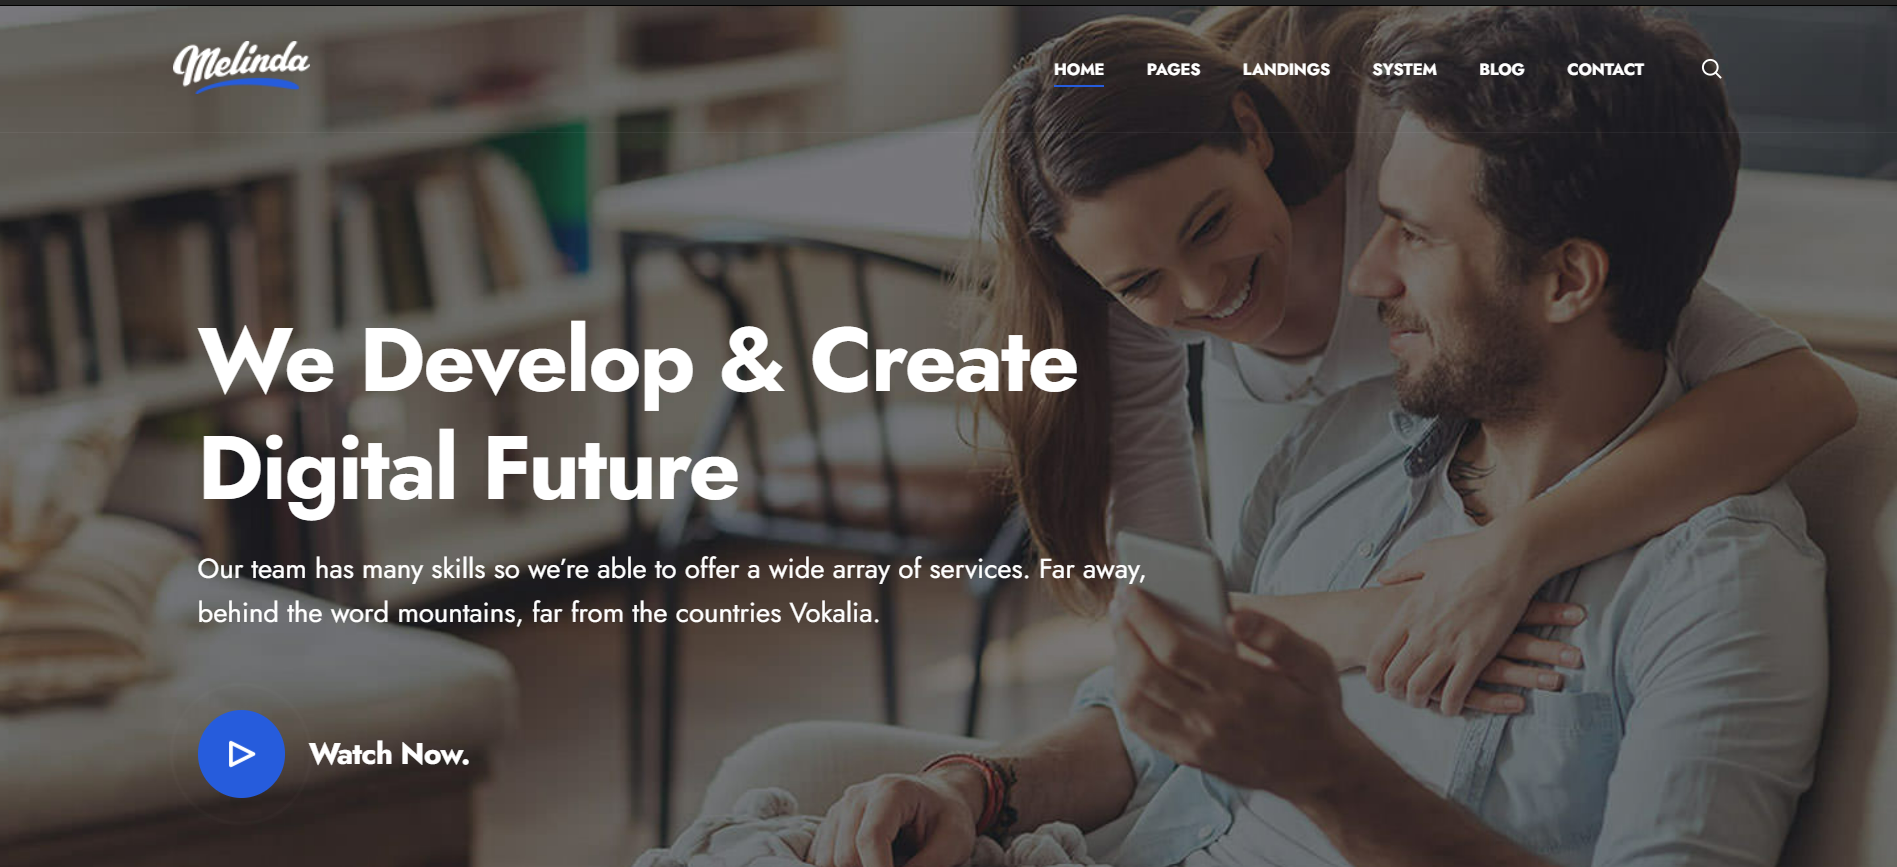 Melinda
HOME PAGES LANDINGS SYSTEM BLOG CONTACT
We Develop & Create
Digital Future
Our team has many skills so we’re able to offer a wide array of services. Far away,
behind the word mountains, far from the countries Vokalia.
Watch Now.